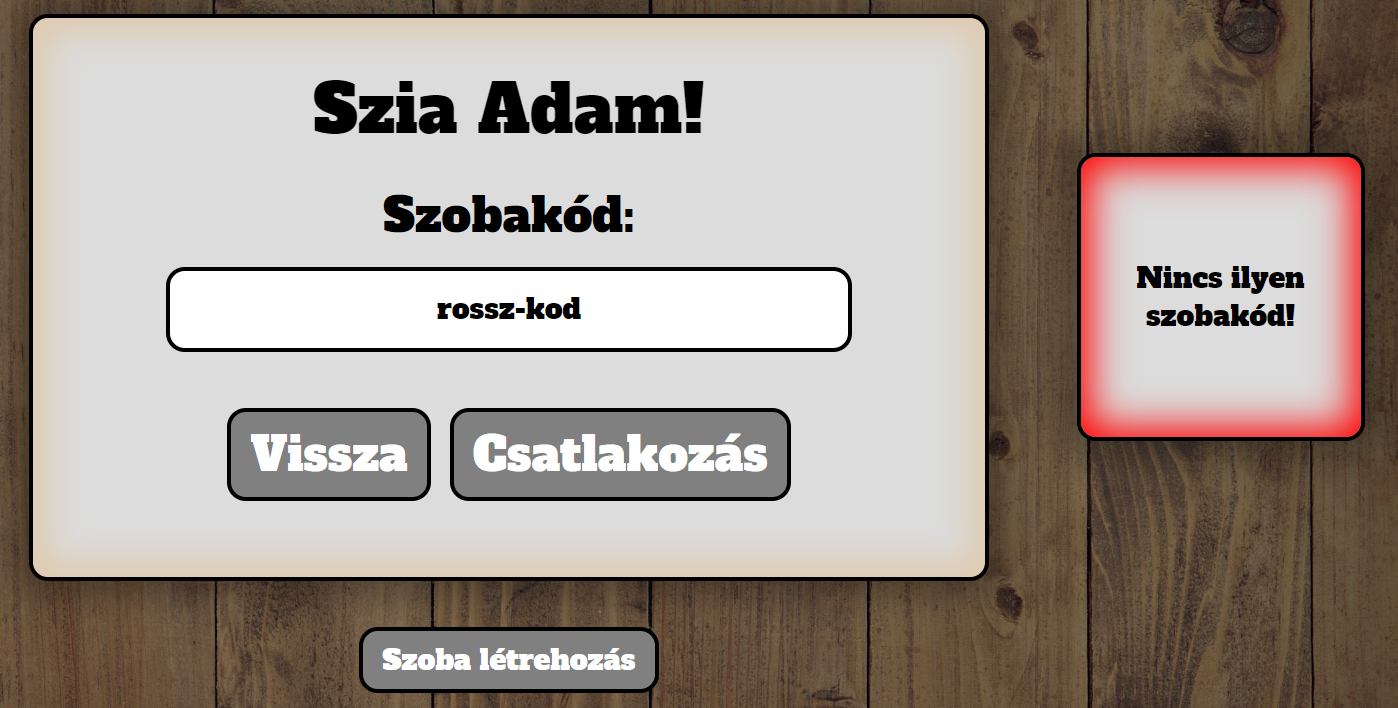 Szia Adam!
Szobakód:
rossz-kod
Vissza
Csatlakozás
Szoba létrehozás
Nincs ilyen
szobakód!